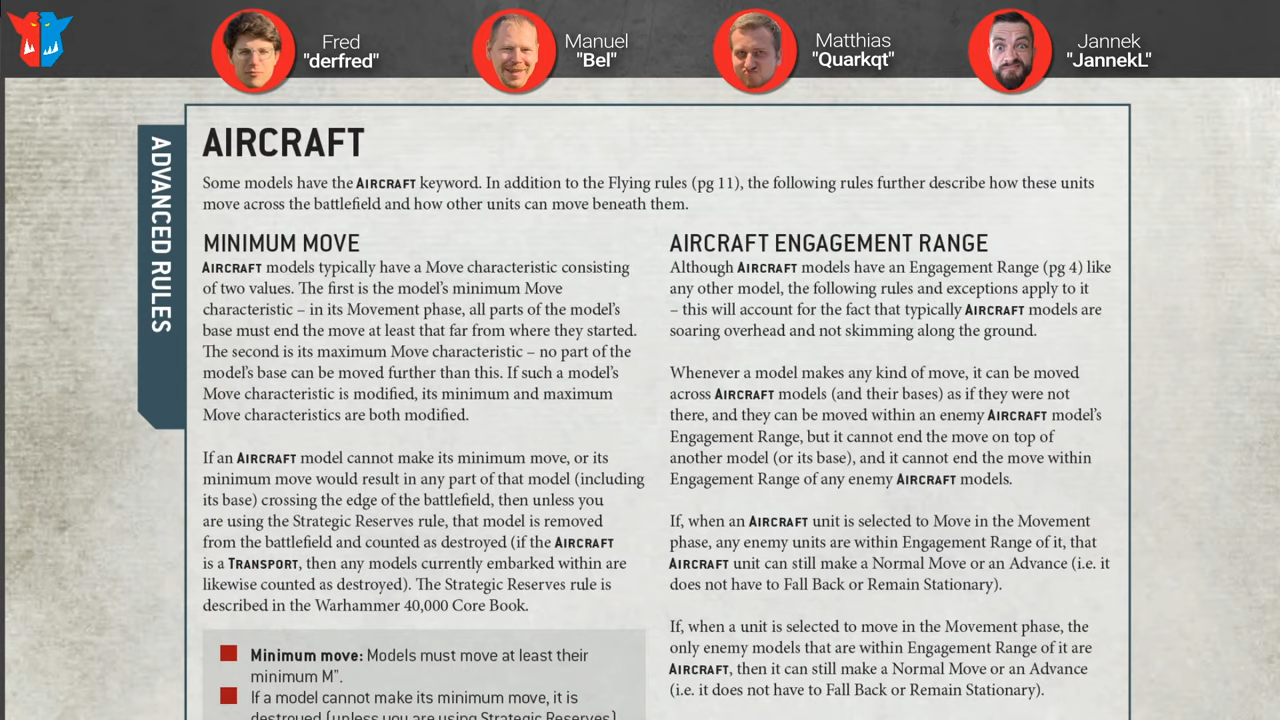 Fred
"derfred"
Manuel
"Bel"
Matthias
"Quarkqt"
Jannek
"JannekL"
ADVANCED RULES
AIRCRAFT
Some models have the AIRCRAFT keyword. In addition to the Flying rules (pg 11), the following rules further describe how these units
move across the battlefield and how other units can move beneath them.
MINIMUM MOVE
AIRCRAFT models typically have a Move characteristic consisting
of two values. The first is the model's minimum Move
characteristic – in its Movement phase, all parts of the model's
base must end the move at least that far from where they started.
The second is its maximum Move characteristic – no part of the
model's base can be moved further than this. If such a model's
Move characteristic is modified, its minimum and maximum
Move characteristics are both modified.
If an AIRCRAFT model cannot make its minimum move, or its
minimum move would result in any part of that model (including
its base) crossing the edge of the battlefield, then unless you
are using the Strategic Reserves rule, that model is removed
from the battlefield and counted as destroyed (if the AIRCRAFT
is a TRANSPORT, then any models currently embarked within are
likewise counted as destroyed). The Strategic Reserves rule is
described in the Warhammer 40,000 Core Book.
Minimum move: Models must move at least their
minimum M".
If a model cannot make its minimum move, it is
destroyed (unless you are using Strategic Reserves).
AIRCRAFT ENGAGEMENT RANGE
Although AIRCRAFT models have an Engagement Range (pg 4) like
any other model, the following rules and exceptions apply to it
– this will account for the fact that typically AIRCRAFT models are
soaring overhead and not skimming along the ground.
Whenever a model makes any kind of move, it can be moved
across AIRCRAFT models (and their bases) as if they were not
there, and they can be moved within an enemy AIRCRAFT model's
Engagement Range, but it cannot end the move on top of
another model (or its base), and it cannot end the move within
Engagement Range of any enemy AIRCRAFT models.
If, when an AIRCRAFT unit is selected to Move in the Movement
phase, any enemy units are within Engagement Range of it, that
AIRCRAFT unit can still make a Normal Move or an Advance (i.e. it
does not have to Fall Back or Remain Stationary).
If, when a unit is selected to move in the Movement phase, the
only enemy models that are within Engagement Range of it are
AIRCRAFT, then it can still make a Normal Move or an Advance
(i.e. it does not have to Fall Back or Remain Stationary).